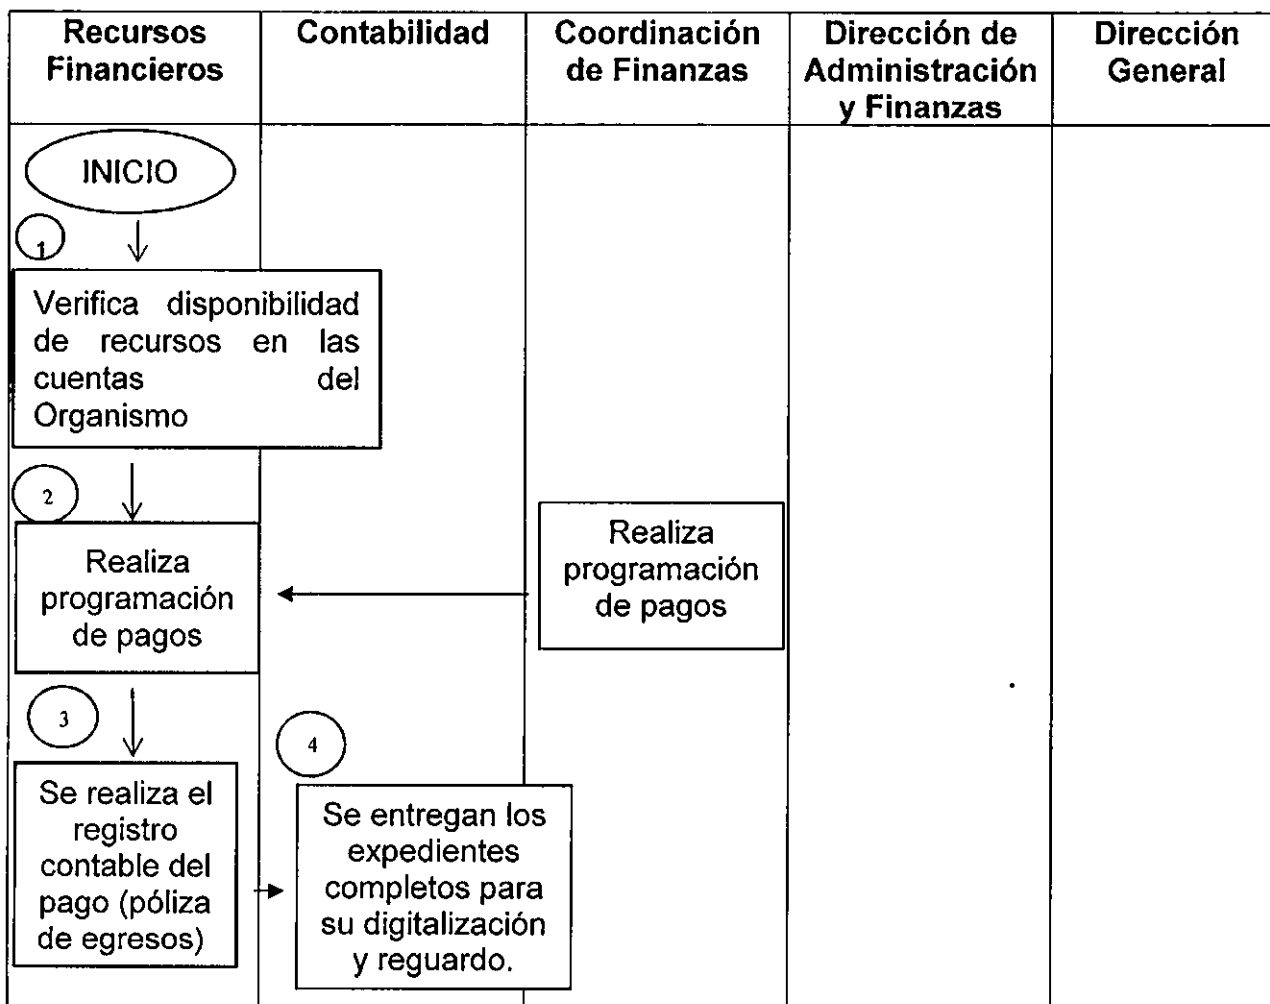 Recursos
Financieros
Contabilidad
Coordinación
de Finanzas
Dirección de
Administración
y Finanzas
Dirección
General
INICIO
1
Verifica disponibilidad
de recursos en las
cuentas del
Organismo
2
Realiza
programación
de pagos
Realiza
programación
de pagos
3
Se realiza el
registro
contable del
pago (póliza
de egresos)
4
Se entregan los
expedientes
completos para
su digitalización
y reguardo.